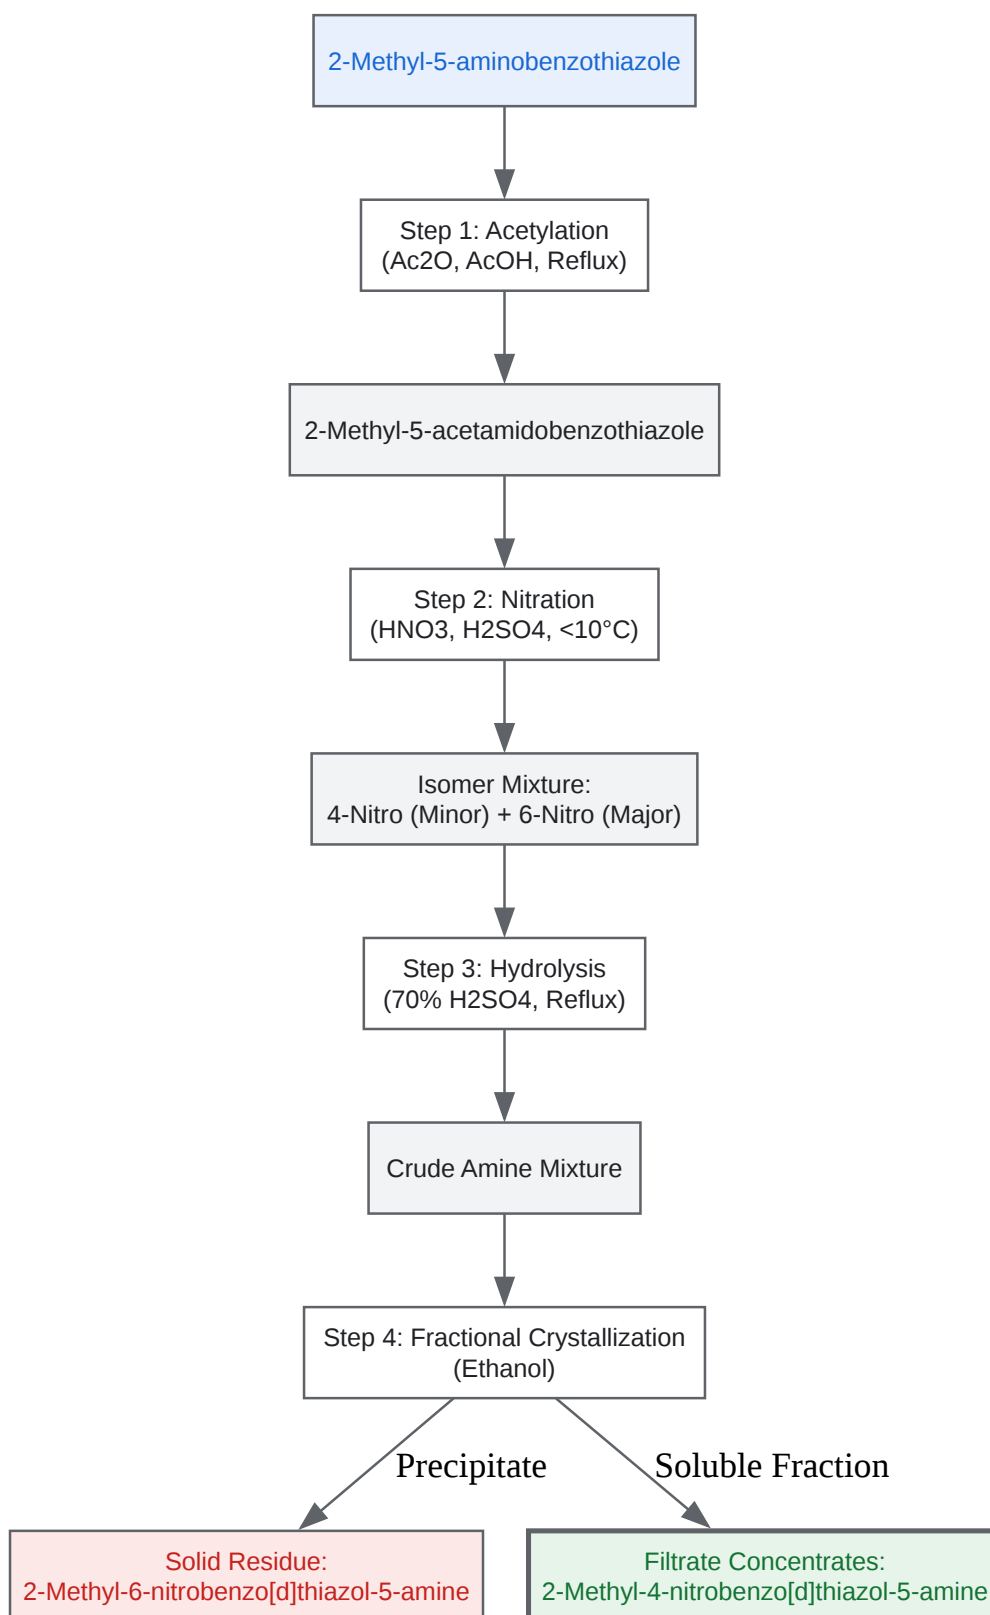 2-Methyl-5-aminobenzothiazole
Step 1: Acetylation
(Ac2O, AcOH, Reflux)
2-Methyl-5-acetamidobenzothiazole
Step 2: Nitration
(HNO3, H2SO4, <10°C)
Isomer Mixture:
4-Nitro (Minor) + 6-Nitro (Major)
Step 3: Hydrolysis
(70% H2SO4, Reflux)
Crude Amine Mixture
Step 4: Fractional Crystallization
(Ethanol)
Precipitate
Soluble Fraction
Solid Residue:
2-Methyl-6-nitrobenzo[d]thiazol-5-amine
Filtrate Concentrates:
2-Methyl-4-nitrobenzo[d]thiazol-5-amine